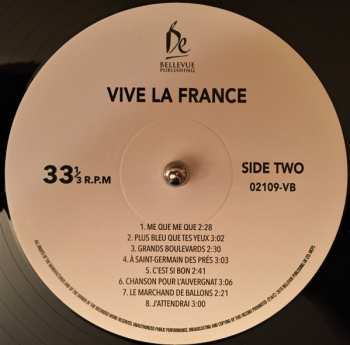 Be
BELLEVUE
PUBLISHING
VIVE LA FRANCE
33 1/3 R.P.M
SIDE TWO
02109-VB
1. ME QUE ME QUE 2:28
2. PLUS BLEU QUE TES YEUX 3:02
3. GRANDS BOULEVARDS 2:30
4. À SAINT-GERMAIN DES PRÉS 3:03
5. C'EST SI BON 2:41
6. CHANSON POUR L'AUVERGNAT 3:06
7. LE MARCHAND DE BALLONS 2:21
8. J'ATTENDRAI 3:00